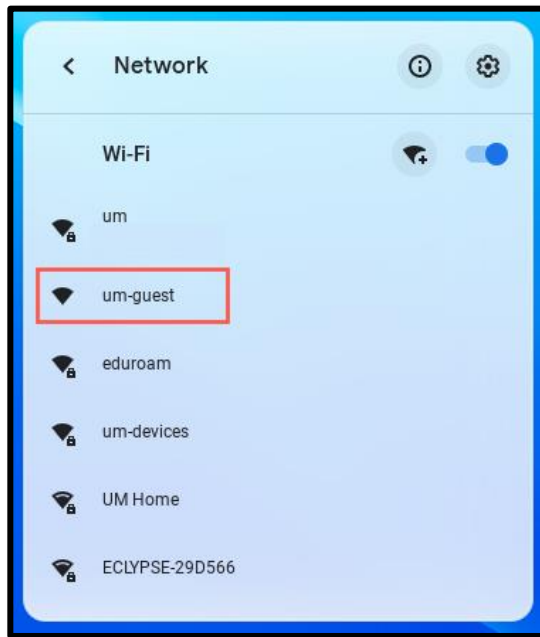 Network
Wi-Fi
um
um-guest
eduroam
um-devices
UM Home
ECLYPSE-29D566